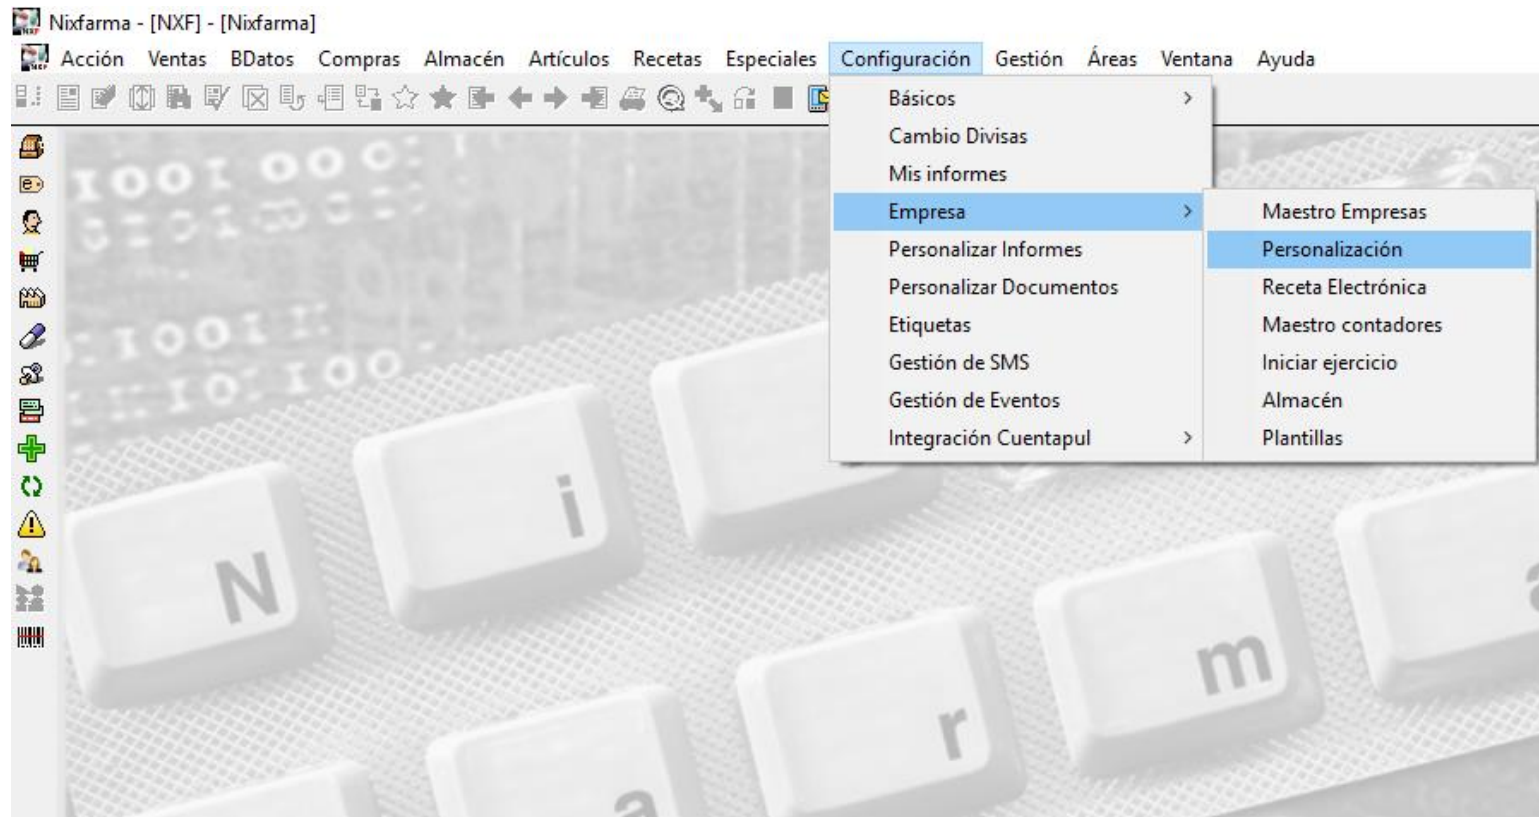 Nixfarma - [NXF] - [Nixfarma]
Acción Ventas BDatos Compras Almacén Artículos Recetas Especiales Configuración Gestión Áreas Ventana Ayuda
Básicos
Cambio Divisas
Mis informes
Empresa
Personalizar Informes
Personalizar Documentos
Etiquetas
Gestión de SMS
Gestión de Eventos
Integración Cuentapul
Maestro Empresas
Personalización
Receta Electrónica
Maestro contadores
Iniciar ejercicio
Almacén
Plantillas
N i
a r m a